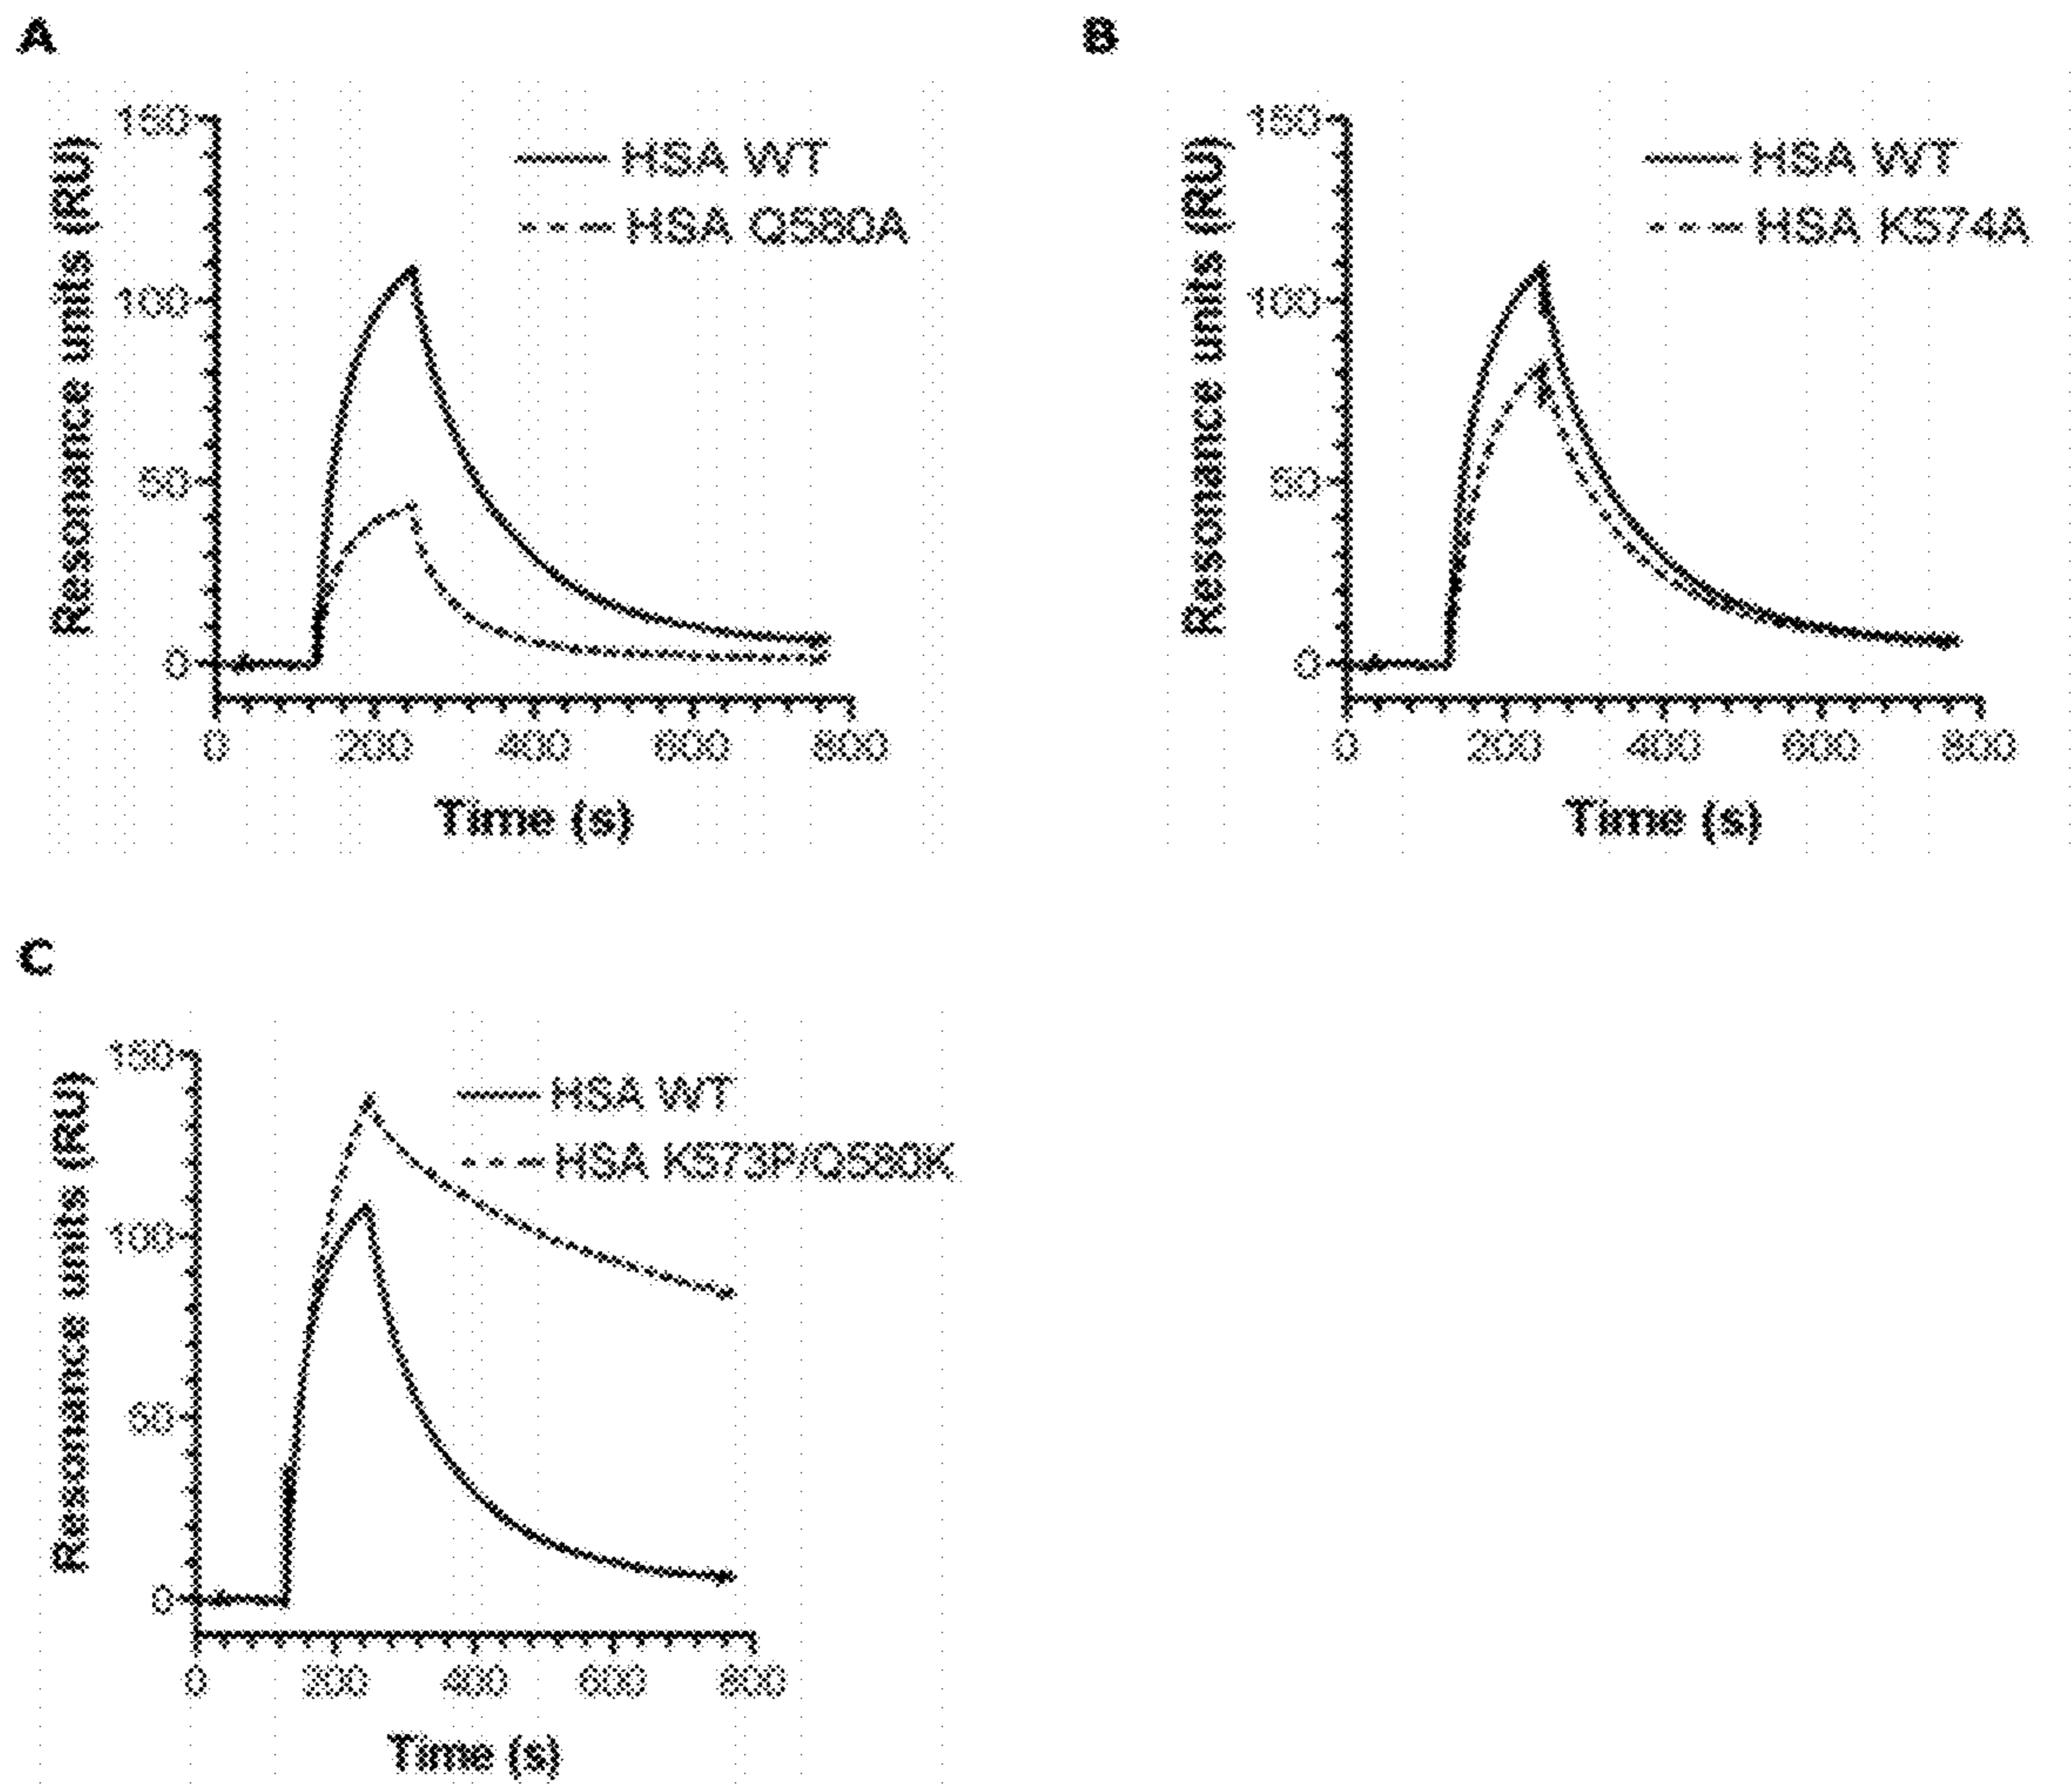 A
Resonance units (RU)
150
100
50
0
HSA WT
HSA Q580A
0 200 400 600 800
Time (s)
B
Resonance units (RU)
150
100
50
0
HSA WT
HSA K574A
0 200 400 600 800
Time (s)
C
Resonance units (RU)
150
100
50
0
HSA WT
HSA K573P/Q580K
0 200 400 600 800
Time (s)